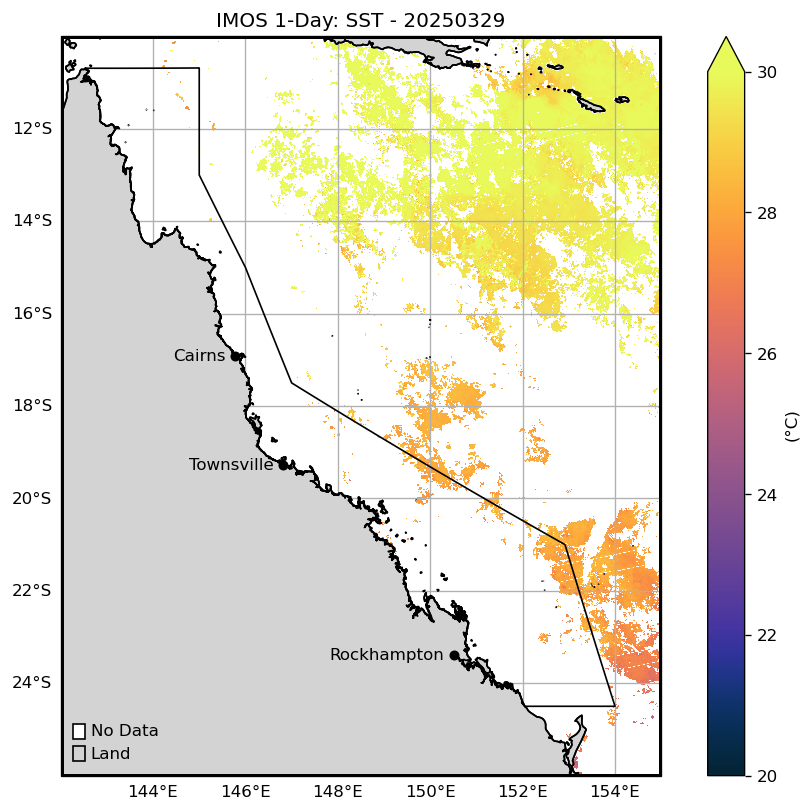 IMOS 1-Day: SST - 20250329
12°S
14°S
16°S
18°S
20°S
22°S
24°S
Cairns
Townsville
Rockhampton
No Data
Land
144°E 146°E 148°E 150°E 152°E 154°E
30
28
26
24
22
20
(°C)